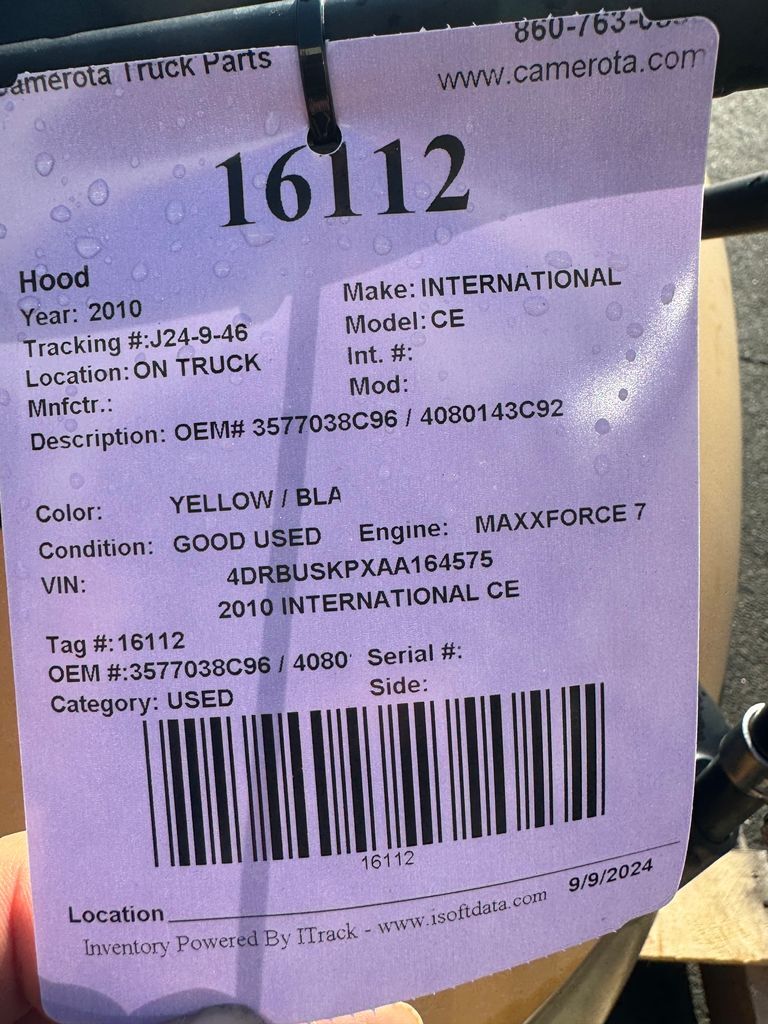 Truck Parts
860-763-
www.camerota.com
16112
Hood
Year: 2010
Make: INTERNATIONAL
Tracking #:J24-9-46
Model: CE
Location: ON TRUCK
Int. #:
Mnfctr.:
Mod:
Description: OEM# 3577038C96 / 4080143C92
Color: YELLOW / BLA
Condition: GOOD USED Engine: MAXXFORCE 7
VIN: 4DRBUSKPXAA164575
2010 INTERNATIONAL CE
Tag #:16112
OEM #:3577038C96 / 4080 Serial #:
Category: USED Side:
16112
Location 9/9/2024
Inventory Powered By ITrack - www.isoftdata.com